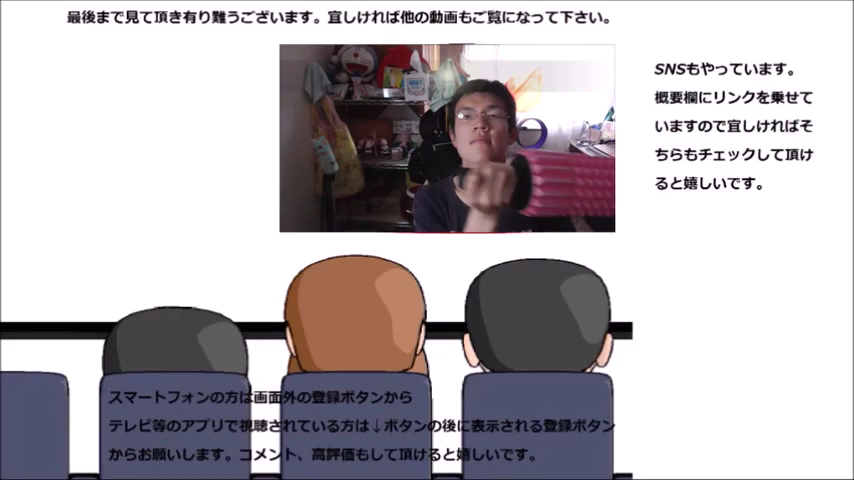 最後まで見て頂き有り難うございます。宜しければ他の動画もご覧になって下さい。
SNSもやっています。
概要欄にリンクを乗せて
いますので宜しければそ
ちらもチェックして頂け
ると嬉しいです。
スマートフォンの方は画面外の登録ボタンから
テレビ等のアプリで視聴されている方は↓ボタンの後に表示される登録ボタン
からお願いします。コメント、高評価もして頂けると嬉しいです。